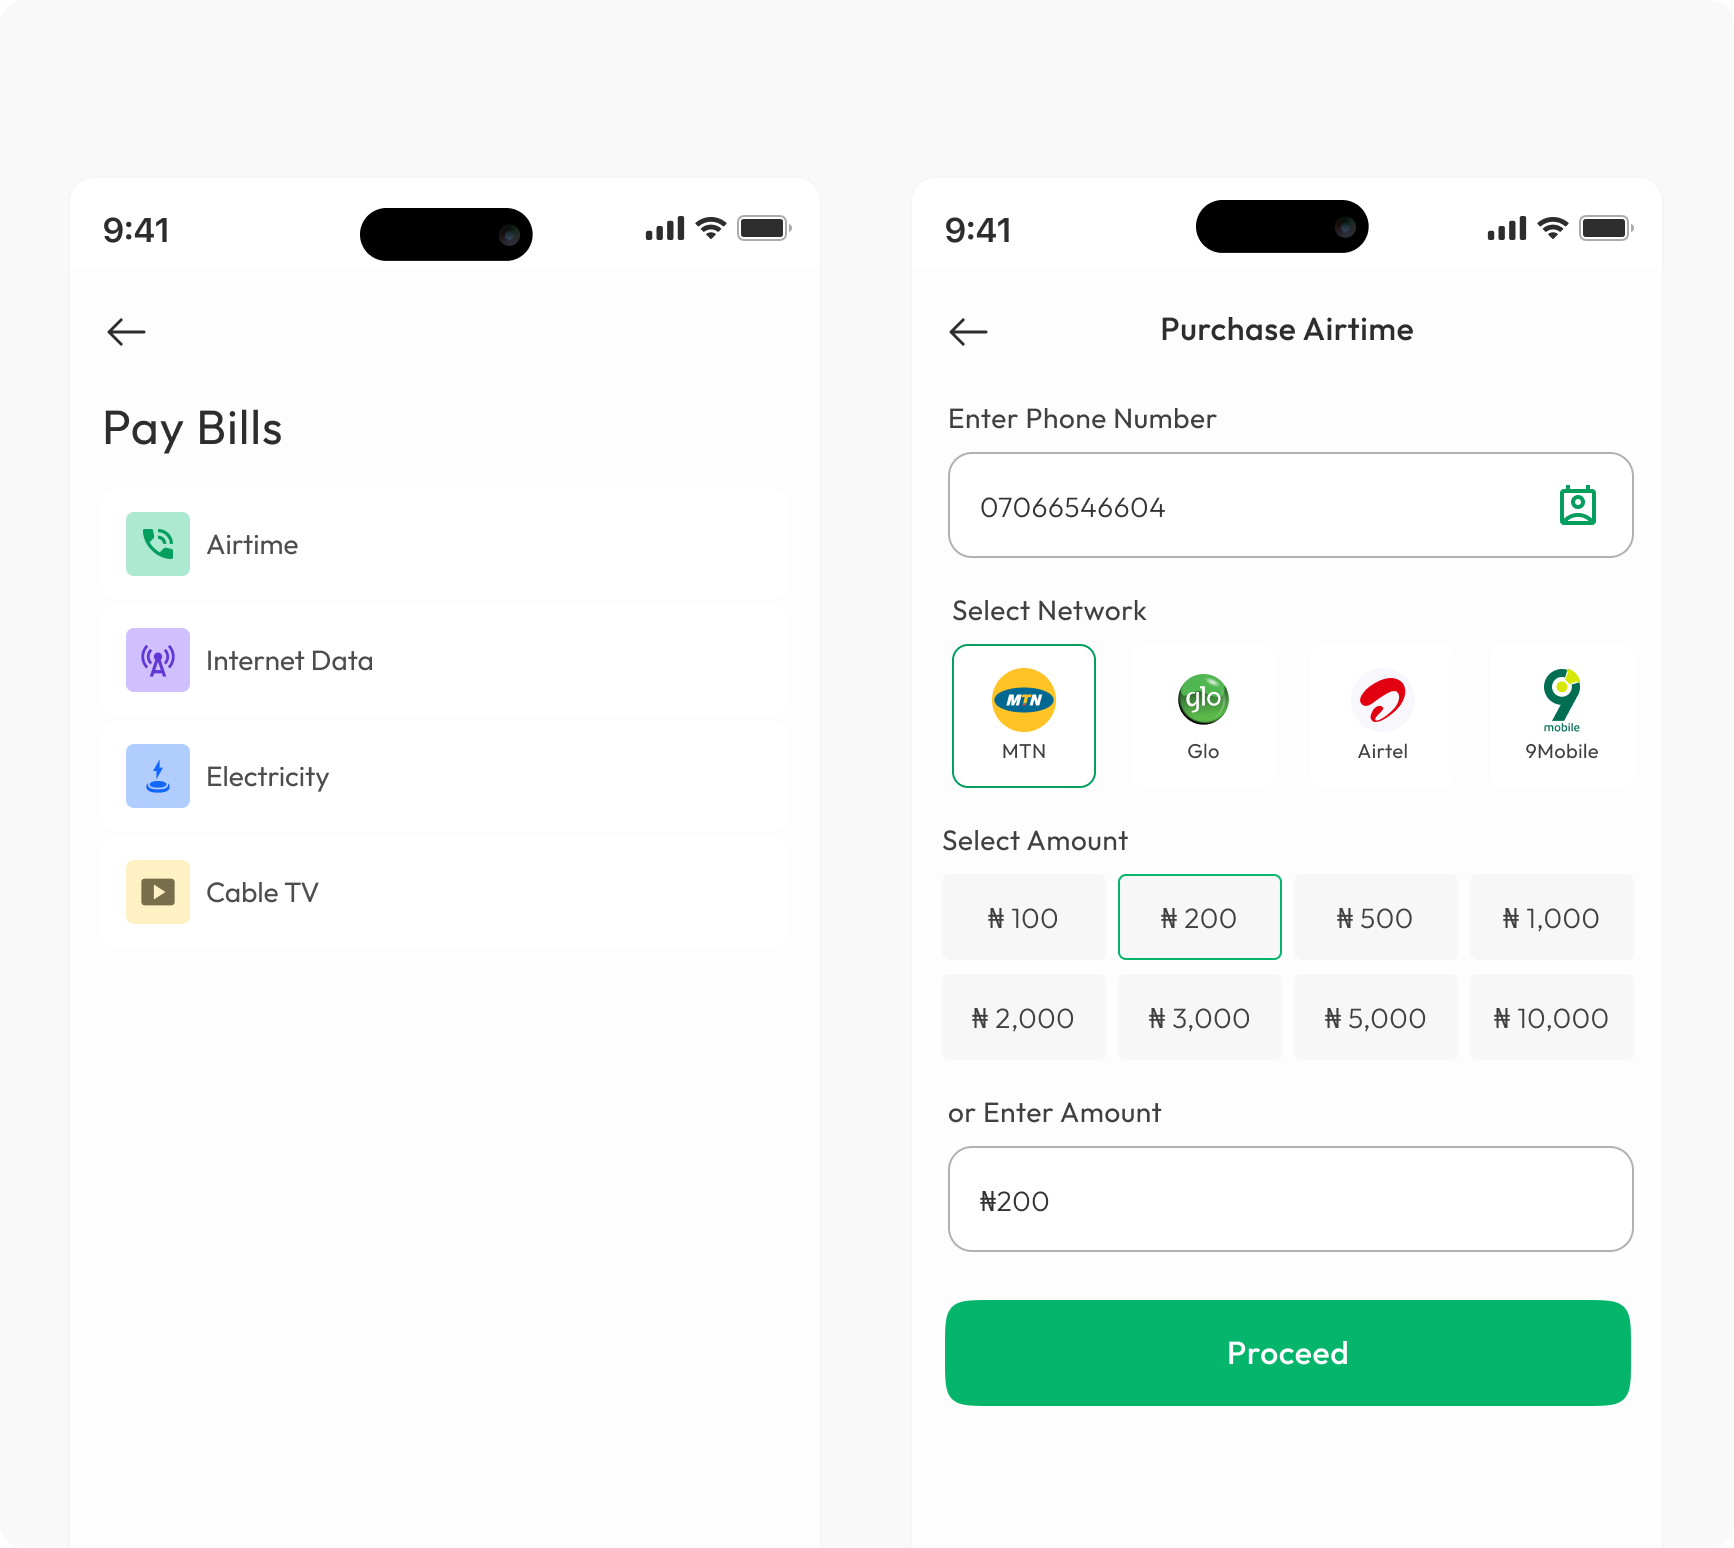 9:41
Pay Bills
Airtime
Internet Data
Electricity
Cable TV
9:41
Purchase Airtime
Enter Phone Number
07066546604
Select Network
MTN
glo
9
mobile
MTN
Glo
Airtel
9Mobile
Select Amount
₦ 100
₦ 200
₦ 500
₦ 1,000
₦ 2,000
₦ 3,000
₦ 5,000
₦ 10,000
or Enter Amount
₦200
Proceed